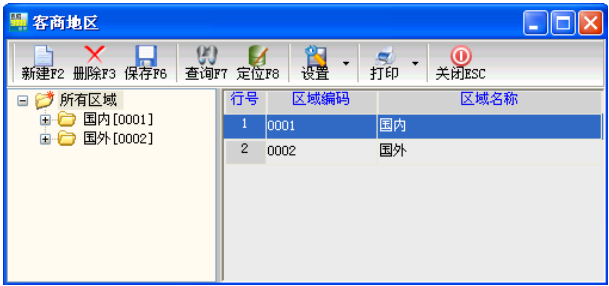 客商地区
新建F2 删除F3 保存F6 查询F7 定位F8 设置 打印 关闭ESC
所有区域
国内[0001]
国外[0002]
行号 区域编码 区域名称
1 0001 国内
2 0002 国外